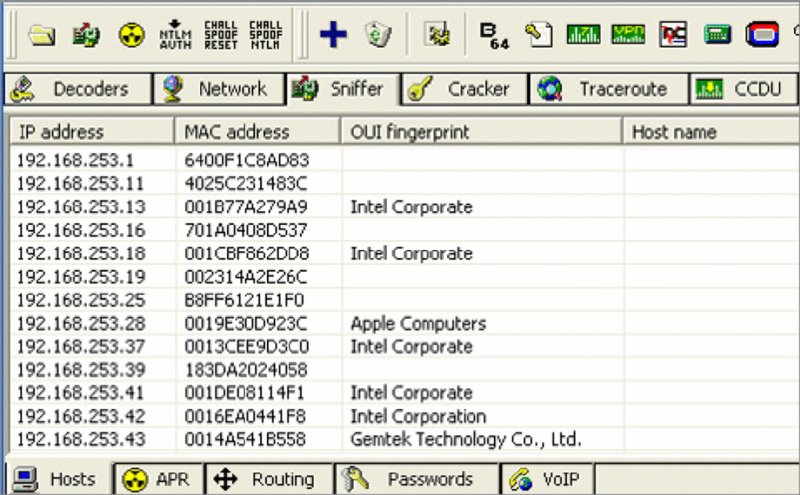 NTLM AUTH CHALL SPOOF RESET CHALL SPOOF NTLM B64
Decoders Network Sniffer Cracker Traceroute CCDU
IP address MAC address OUI fingerprint Host name
192.168.253.1 6400F1C8AD83
192.168.253.11 4025C231483C
192.168.253.13 001B77A279A9 Intel Corporate
192.168.253.16 701A0408D537
192.168.253.18 001CBF862DD8 Intel Corporate
192.168.253.19 002314A2E26C
192.168.253.25 B8FF6121E1F0
192.168.253.28 0019E30D923C Apple Computers
192.168.253.37 0013CEE9D3C0 Intel Corporate
192.168.253.39 183DA2024058
192.168.253.41 001DE08114F1 Intel Corporate
192.168.253.42 0016EA0441F8 Intel Corporation
192.168.253.43 0014A541B558 Gemtek Technology Co., Ltd.
Hosts APR Routing Passwords VoIP